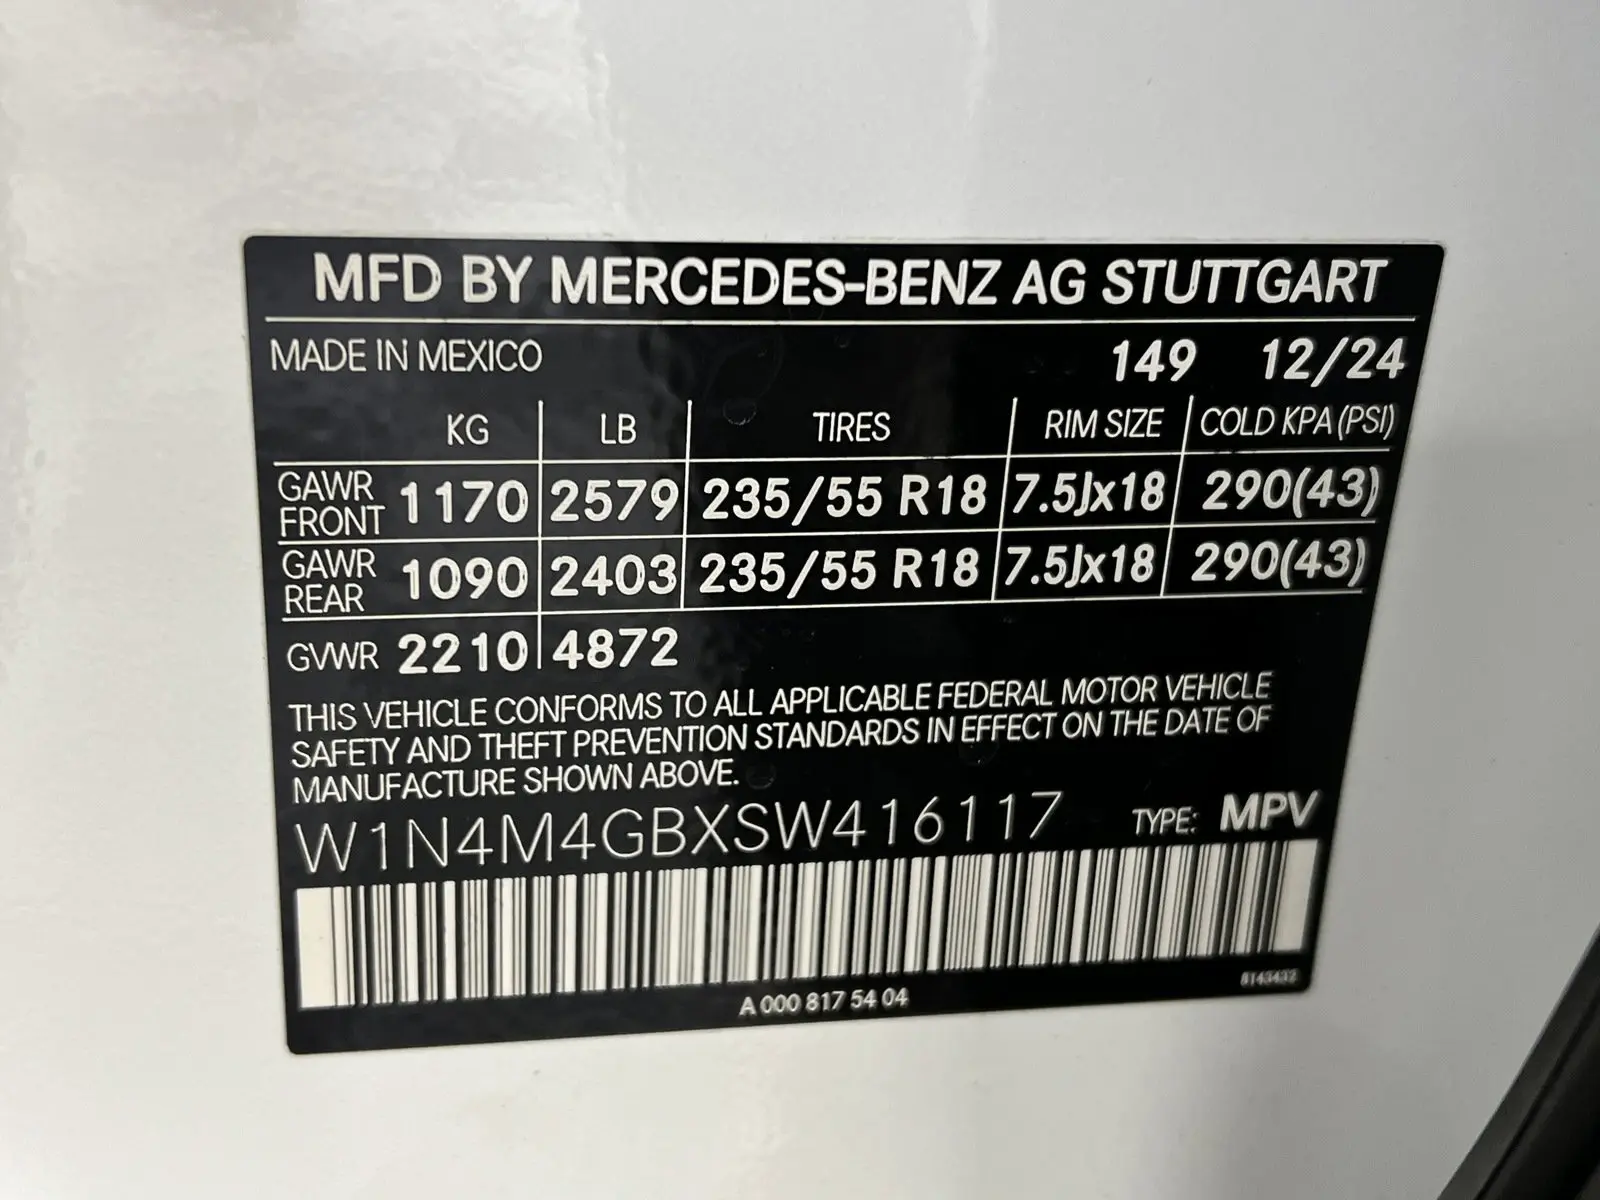 MFD BY MERCEDES-BENZ AG STUTTGART
MADE IN MEXICO 149 12/24
KG LB TIRES RIM SIZE COLD KPA (PSI)
GAWR FRONT 1170 2579 235/55 R18 7.5Jx18 290(43)
GAWR REAR 1090 2403 235/55 R18 7.5Jx18 290(43)
GVWR 2210 4872
THIS VEHICLE CONFORMS TO ALL APPLICABLE FEDERAL MOTOR VEHICLE
SAFETY AND THEFT PREVENTION STANDARDS IN EFFECT ON THE DATE OF
MANUFACTURE SHOWN ABOVE.
W1N4M4GBXSW416117 TYPE: MPV
A 000 817 54 04